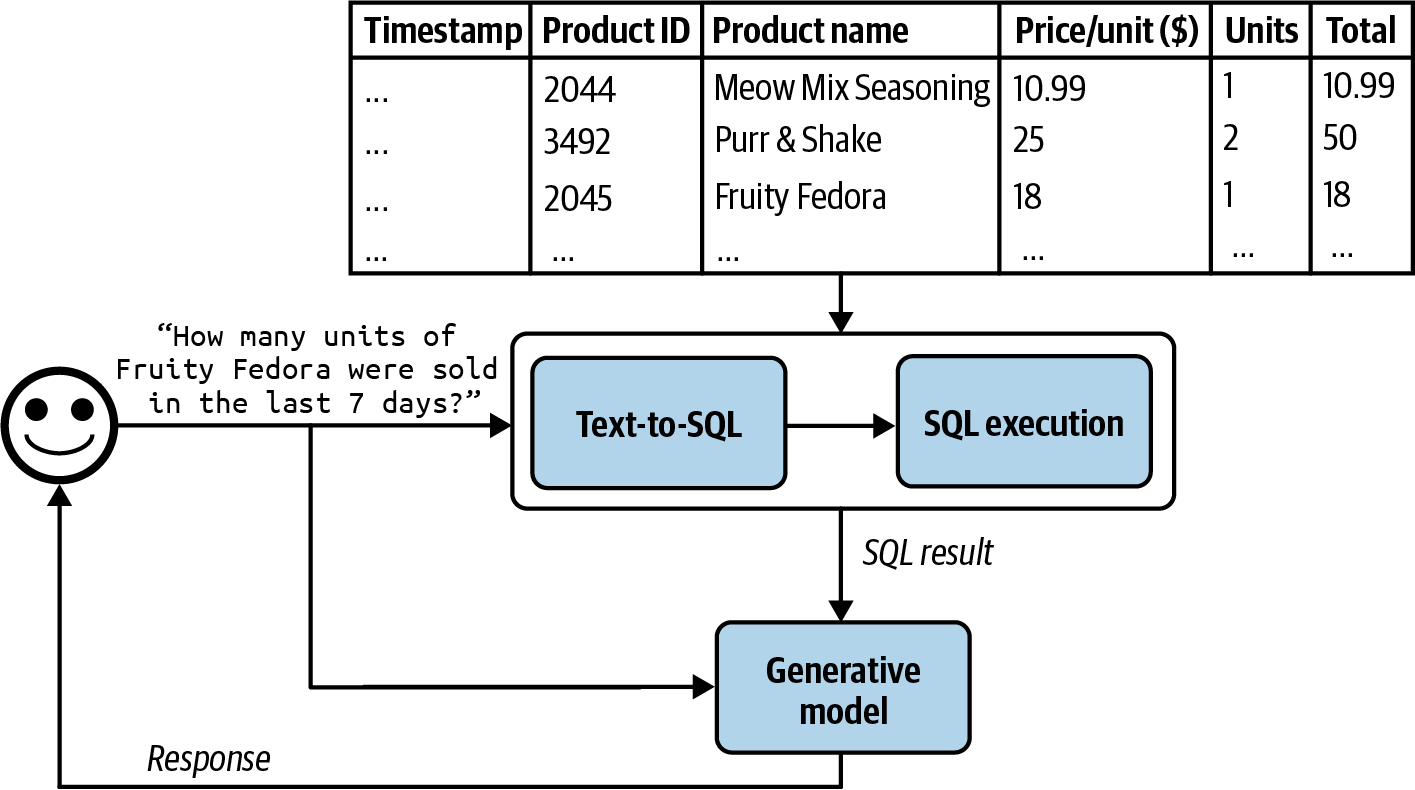 Timestamp Product ID Product name Price/unit ($) Units Total
... 2044 Meow Mix Seasoning 10.99 1 10.99
... 3492 Purr & Shake 25 2 50
... 2045 Fruity Fedora 18 1 18
... ... ... ... ... ...
“How many units of
Fruity Fedora were sold
in the last 7 days?”
Text-to-SQL
SQL execution
SQL result
Generative
model
Response